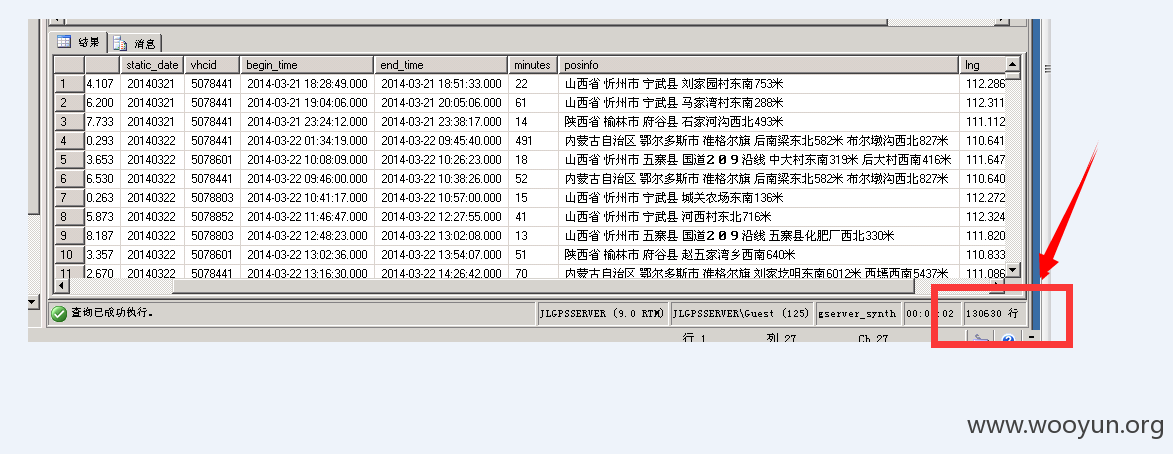 结果 消息
static_date vhcid begin_time end_time minutes posinfo lng
1 4.107 20140321 5078441 2014-03-21 18:28:49.000 2014-03-21 18:51:33.000 22 山西省 忻州市 宁武县 刘家园村东南753米 112.286
2 6.200 20140321 5078441 2014-03-21 19:04:06.000 2014-03-21 20:05:06.000 61 山西省 忻州市 宁武县 马家湾村东南288米 112.311
3 7.733 20140321 5078441 2014-03-21 23:24:12.000 2014-03-21 23:38:17.000 14 陕西省 榆林市 府谷县 石家河沟西北493米 111.112
4 0.293 20140322 5078441 2014-03-22 01:34:19.000 2014-03-22 09:45:40.000 491 内蒙古自治区 鄂尔多斯市 准格尔旗 后南梁东北582米 布尔墩沟西北827米 110.641
5 3.653 20140322 5078601 2014-03-22 10:08:09.000 2014-03-22 10:26:23.000 18 山西省 忻州市 五寨县 国道209沿线 中大村东南319米 后大村西南416米 111.647
6 6.530 20140322 5078441 2014-03-22 09:46:00.000 2014-03-22 10:38:26.000 52 内蒙古自治区 鄂尔多斯市 准格尔旗 后南梁东北582米 布尔墩沟西北827米 110.640
7 0.263 20140322 5078803 2014-03-22 10:41:17.000 2014-03-22 10:57:00.000 15 山西省 忻州市 宁武县 城关农场东南136米 112.272
8 5.873 20140322 5078852 2014-03-22 11:46:47.000 2014-03-22 12:27:55.000 41 山西省 忻州市 宁武县 河西村东北716米 112.324
9 8.187 20140322 5078803 2014-03-22 12:48:23.000 2014-03-22 13:02:08.000 13 山西省 忻州市 五寨县 国道209沿线 五寨县化肥厂西北330米 111.820
10 3.357 20140322 5078601 2014-03-22 13:02:36.000 2014-03-22 13:54:07.000 51 陕西省 榆林市 府谷县 赵五家湾乡西南640米 110.833
11 2.670 20140322 5078441 2014-03-22 13:16:30.000 2014-03-22 14:26:42.000 70 内蒙古自治区 鄂尔多斯市 准格尔旗 刘家圪咀东南6012米 西塔西南5437米 111.086
查询已成功执行。 JLGPSSERVER (9.0 RTM) JLGPSSERVER\Guest (125) gserver_synth 00:0 :02 130630 行
行 1 列 27 Ch 27
www.wooyun.org